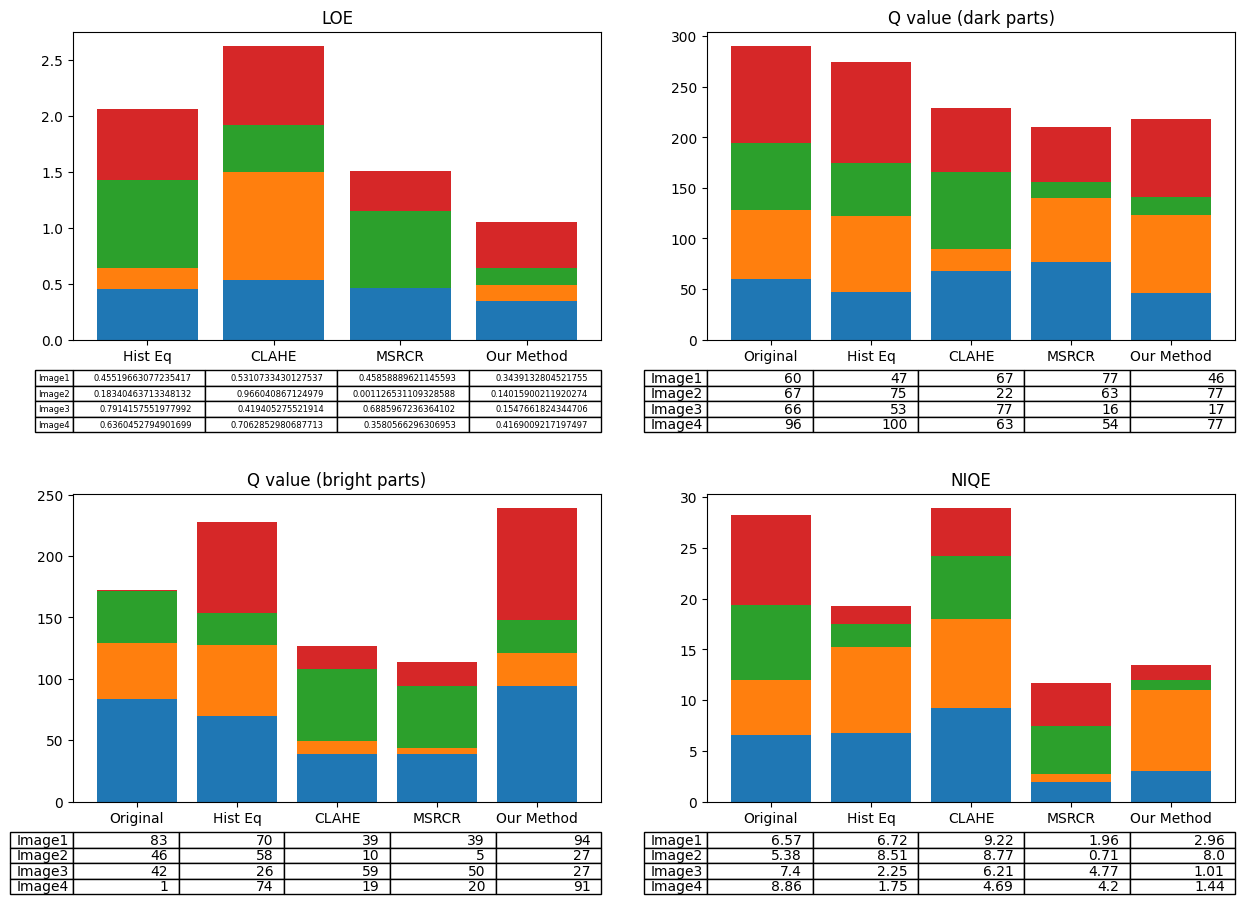 LOE
2.5
2.0
1.5
1.0
0.5
0.0
Hist Eq CLAHE MSRCR Our Method
Image1 0.45519663077235417 0.5310733430127537 0.45858889621145593 0.3439132804521755
Image2 0.18340463713348132 0.966040867124979 0.001126531109328588 0.14015900211920274
Image3 0.7914157551977992 0.419405275521914 0.6885967236364102 0.1547661824344706
Image4 0.6360452794901699 0.7062852980687713 0.3580566296306953 0.4169009217197497
Q value (dark parts)
300
250
200
150
100
50
0
Original Hist Eq CLAHE MSRCR Our Method
Image1 60 47 67 77 46
Image2 67 75 22 63 77
Image3 66 53 77 16 17
Image4 96 100 63 54 77
Q value (bright parts)
250
200
150
100
50
0
Original Hist Eq CLAHE MSRCR Our Method
Image1 83 70 39 39 94
Image2 46 58 10 5 27
Image3 42 26 59 50 27
Image4 1 74 19 20 91
NIQE
30
25
20
15
10
5
0
Original Hist Eq CLAHE MSRCR Our Method
Image1 6.57 6.72 9.22 1.96 2.96
Image2 5.38 8.51 8.77 0.71 8.0
Image3 7.4 2.25 6.21 4.77 1.01
Image4 8.86 1.75 4.69 4.2 1.44